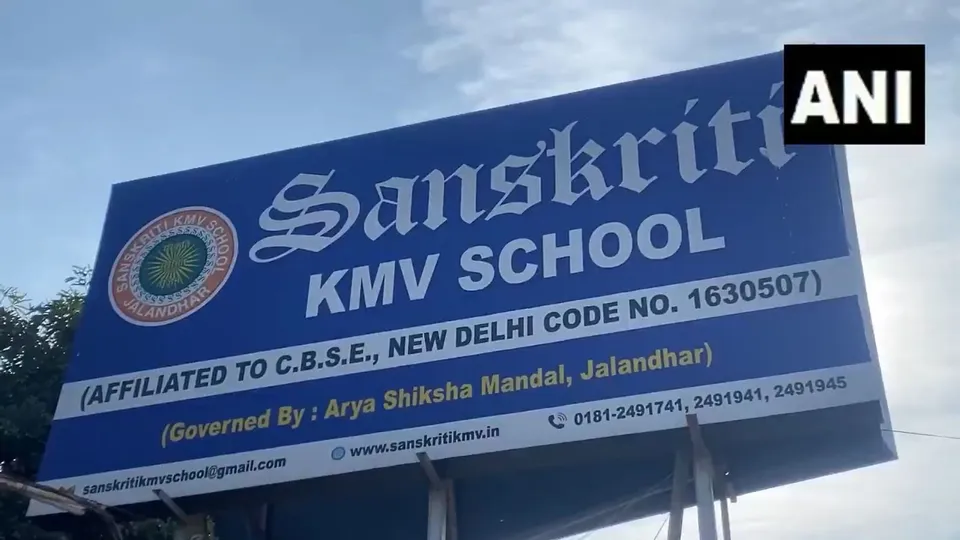 ANI
Sanskriti
KMV SCHOOL
SANSKRITI KMV SCHOOL
JALANDHAR
(AFFILIATED TO C.B.S.E., NEW DELHI CODE NO. 1630507)
(Governed By : Arya Shiksha Mandal, Jalandhar)
sanskritikmvschool@gmail.com www.sanskritikmv.in 0181-2491741, 2491941, 2491945